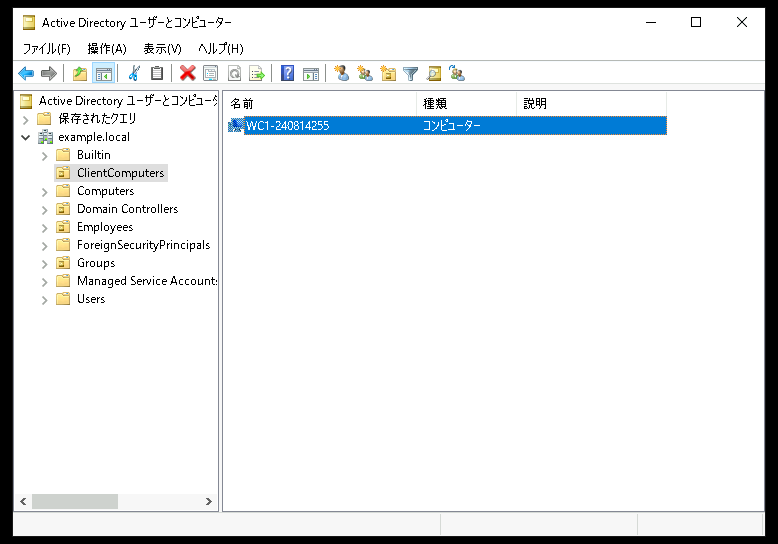 Active Directory ユーザーとコンピューター
ファイル(F) 操作(A) 表示(V) ヘルプ(H)
Active Directory ユーザーとコンピュータ
保存されたクエリ
example.local
Builtin
ClientComputers
Computers
Domain Controllers
Employees
ForeignSecurityPrincipals
Groups
Managed Service Accounts
Users
名前 種類 説明
WC1-240814255 コンピューター